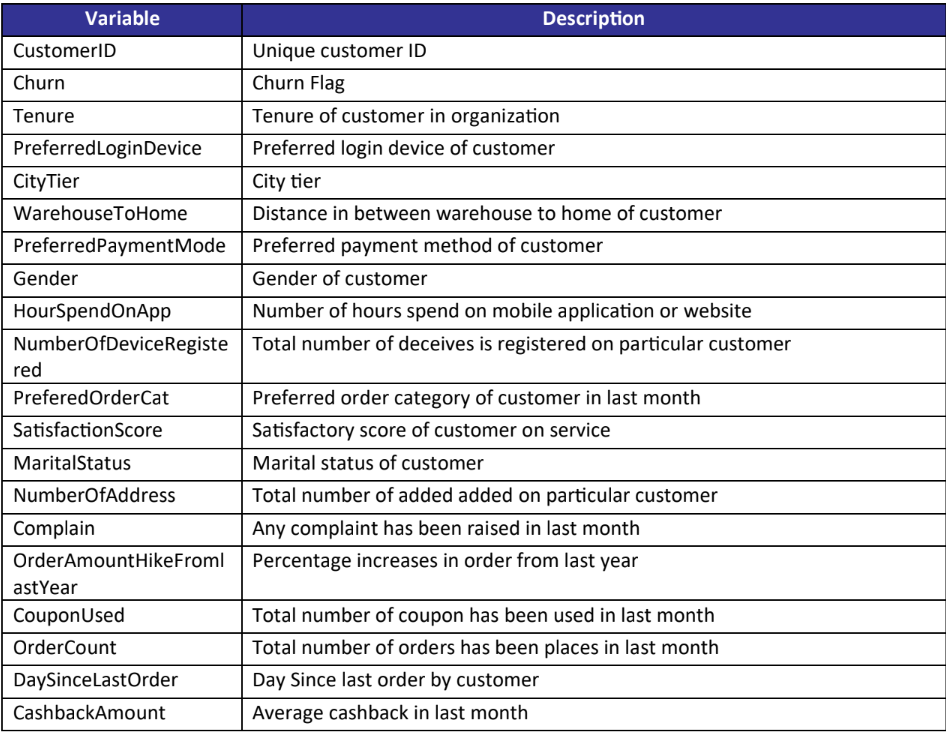 Variable Description
CustomerID Unique customer ID
Churn Churn Flag
Tenure Tenure of customer in organization
PreferredLoginDevice Preferred login device of customer
CityTier City tier
WarehouseToHome Distance in between warehouse to home of customer
PreferredPaymentMode Preferred payment method of customer
Gender Gender of customer
HourSpendOnApp Number of hours spend on mobile application or website
NumberOfDeviceRegiste Total number of deceives is registered on particular customer
red
PreferedOrderCat Preferred order category of customer in last month
SatisfactionScore Satisfactory score of customer on service
MaritalStatus Marital status of customer
NumberOfAddress Total number of added added on particular customer
Complain Any complaint has been raised in last month
OrderAmountHikeFroml Percentage increases in order from last year
astYear
CouponUsed Total number of coupon has been used in last month
OrderCount Total number of orders has been places in last month
DaySinceLastOrder Day Since last order by customer
CashbackAmount Average cashback in last month